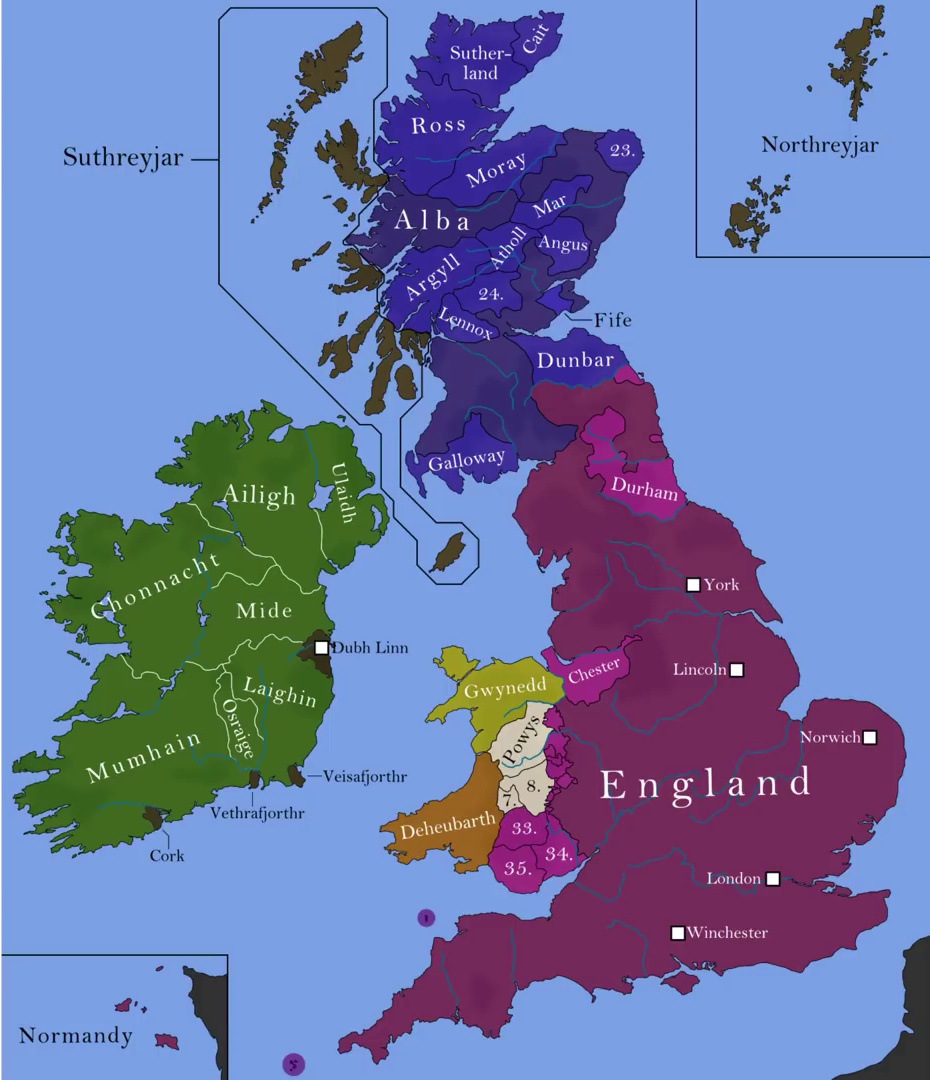 Suther-
land
Cait
Ross
Suthreyjar
Northreyjar
Moray
23.
Alba
Mar
Atholl
Angus
Argyll
24.
Lennox
Fife
Dunbar
Galloway
Durham
Ailigh
Ulaidh
Chonnacht
Mide
York
Dubh Linn
Lincoln
Chester
Gwynedd
Laighin
Osraige
Powys
Norwich
Mumhain
Veisafjorthr
England
7.
8.
Vethrafjorthr
Deheubarth
33.
34.
35.
Cork
London
Winchester
Normandy